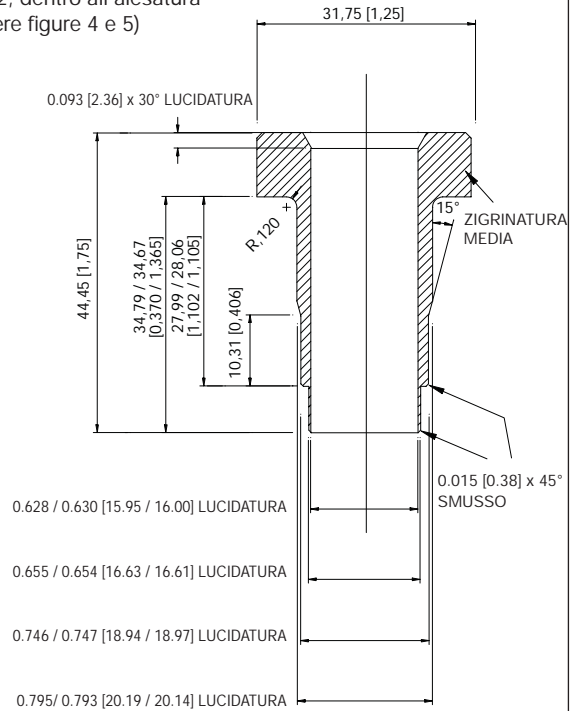 dentro all'alesatura
ere figure 4 e 5)
31,75 [1,25]
0.093 [2.36] x 30° LUCIDATURA
15°
ZIGRINATURA
MEDIA
R,120
44,45 [1,75]
34,79 / 34,67
[0,370 / 1,365]
27,99 / 28,06
[1,102 / 1,105]
10,31 [0,406]
0.015 [0.38] x 45°
SMUSSO
0.628 / 0.630 [15.95 / 16.00] LUCIDATURA
0.655 / 0.654 [16.63 / 16.61] LUCIDATURA
0.746 / 0.747 [18.94 / 18.97] LUCIDATURA
0.795/ 0.793 [20.19 / 20.14] LUCIDATURA